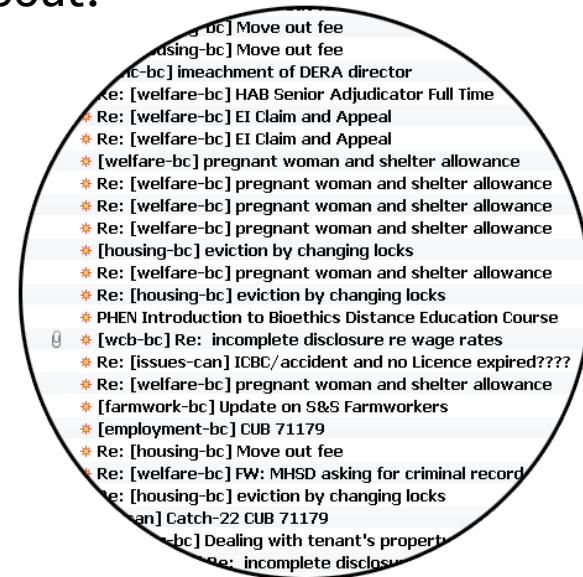 bc] Move out fee
using-bc] Move out fee
ic-bc] imeachment of DERA director
Re: [welfare-bc] HAB Senior Adjudicator Full Time
Re: [welfare-bc] EI Claim and Appeal
Re: [welfare-bc] EI Claim and Appeal
[welfare-bc] pregnant woman and shelter allowance
Re: [welfare-bc] pregnant woman and shelter allowance
Re: [welfare-bc] pregnant woman and shelter allowance
Re: [welfare-bc] pregnant woman and shelter allowance
[housing-bc] eviction by changing locks
Re: [welfare-bc] pregnant woman and shelter allowance
Re: [housing-bc] eviction by changing locks
PHEN Introduction to Bioethics Distance Education Course
[wcb-bc] Re: incomplete disclosure re wage rates
Re: [issues-can] ICBC/accident and no Licence expired????
Re: [welfare-bc] pregnant woman and shelter allowance
[farmwork-bc] Update on S&S Farmworkers
[employment-bc] CUB 71179
Re: [housing-bc] Move out fee
Re: [welfare-bc] FW: MHSD asking for criminal record
e: [housing-bc] eviction by changing locks
an] Catch-22 CUB 71179
-bc] Dealing with tenant's propert
Re: incomplete disclosu